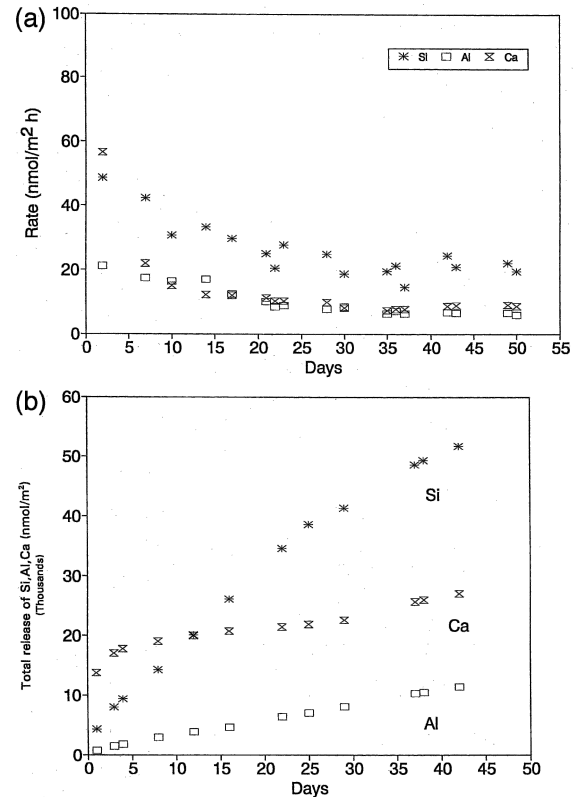 (a)
100
80
60
40
20
0
Rate (nmol/m² h)
Si Al Ca
0 5 10 15 20 25 30 35 40 45 50 55
Days
(b)
60
50
40
30
20
10
0
Total release of Si,Al,Ca (nmol/m²)
(Thousands)
Si
Ca
Al
0 5 10 15 20 25 30 35 40 45 50
Days